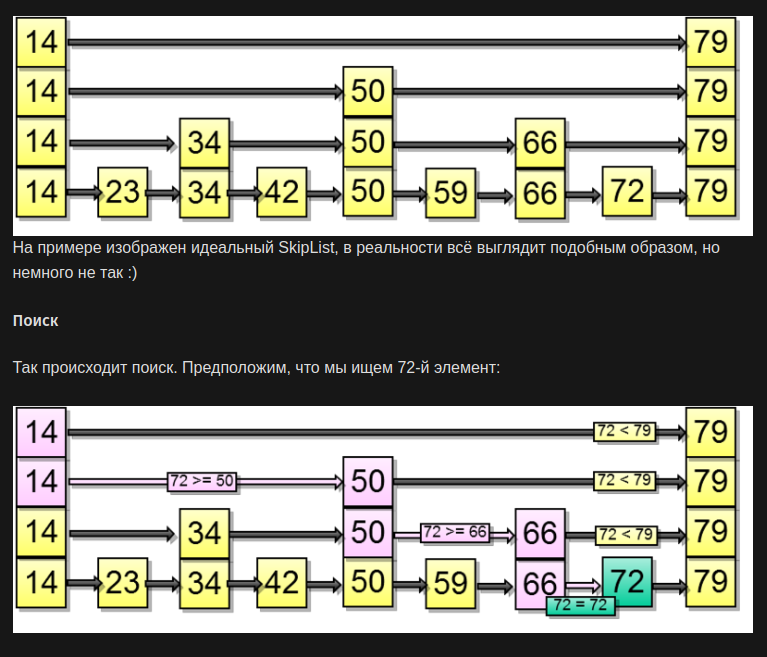 14 79
14 50 79
14 34 50 66 79
14 23 34 42 50 59 66 72 79
На примере изображен идеальный SkipList, в реальности всё выглядит подобным образом, но
немного не так :)
Поиск
Так происходит поиск. Предположим, что мы ищем 72-й элемент:
14 72 < 79 79
14 72 >= 50 50 72 < 79 79
14 34 50 72 >= 66 66 72 < 79 79
14 23 34 42 50 59 66 72 79
72 = 72